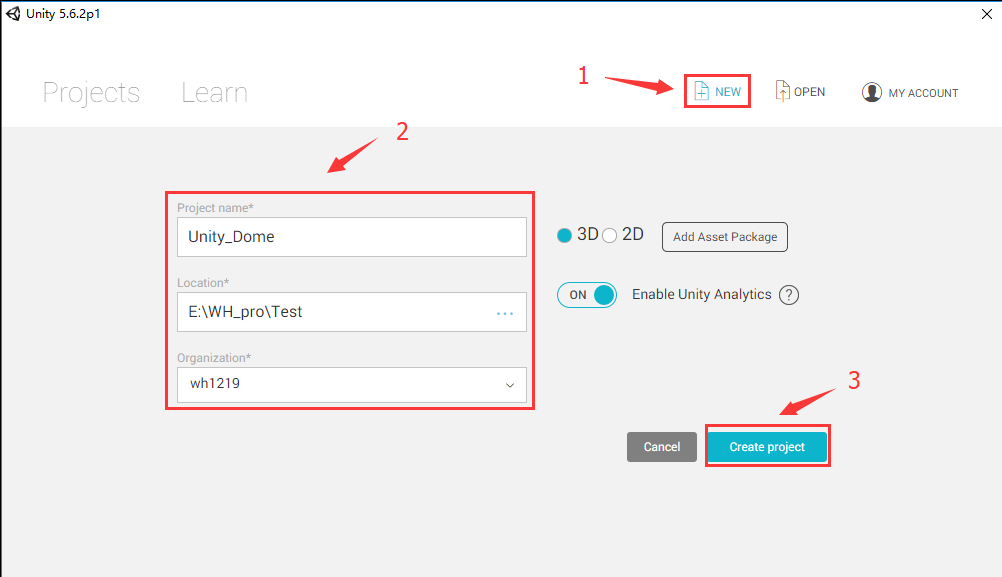 Unity 5.6.2p1
Projects Learn 1 NEW OPEN MY ACCOUNT
2
Project name*
Unity_Dome
3D 2D Add Asset Package
Location*
E:\WH_pro\Test ...
ON Enable Unity Analytics ?
Organization*
wh1219
3
Cancel Create project